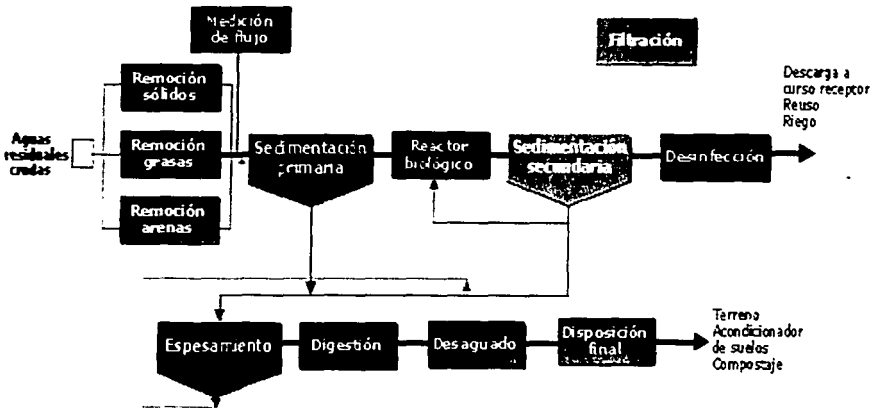 Medición
de flujo
Filtración
Remoción
sólidos
Descarga a
curso receptor
Reuso
Riego
Aguas
residuales
crudas
Remoción
grasas
Sedimentación
primaria
Reactor
biológico
Sedimentación
secundaria
Desinfección
Remoción
arenas
Espesamiento
Digestión
Desaguado
Disposición
final
Terreno
Acondicionador
de suelos
Compostaje